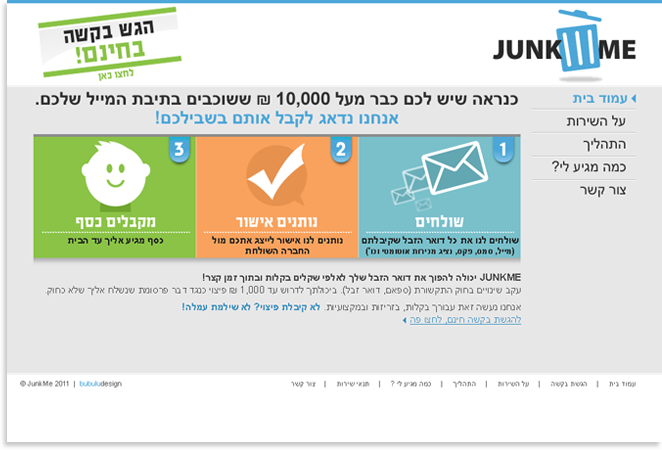 הגש בקשה
בחינם!
לחצו כאן
JUNK ME
עמוד בית
על השירות
התהליך
כמה מגיע לי?
צור קשר
כנראה שיש לכם כבר מעל 10,000 ₪ ששוכבים בתיבת המייל שלכם.
אנחנו נדאג לקבל אותם בשבילכם!
1
שולחים
שולחים לנו את כל דואר הזבל שקיבלתם
(מייל, סמס, פקס, נציג מכירות אוטומטי וכו')
2
נותנים אישור
נותנים לנו אישור לייצג אתכם מול
החברה השולחת
3
מקבלים כסף
כסף מגיע אליך עד הבית
JUNKME יכולה להפוך את דואר הזבל שלך לאלפי שקלים בקלות ובתוך זמן קצר!
עקב שינויים בחוק התקשורת (ספאם, דואר זבל). ביכולתך לדרוש עד 1,000 ₪ פיצוי כנגד דבר פרסומת שנשלח אליך שלא כחוק.
אנחנו נעשה זאת עבורך בקלות, בזריזות ובמקצועיות. לא קיבלת פיצוי? לא שילמת עמלה!
להגשת בקשה חינם, לחצו פה
עמוד בית | הגשת בקשה | על השירות | התהליך | כמה מגיע לי ? | תנאי שירות | צור קשר
© JunkMe 2011 | bubuludesign